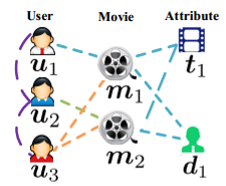 User Movie Attribute
u1 m1 t1
u2
u3 m2 d1